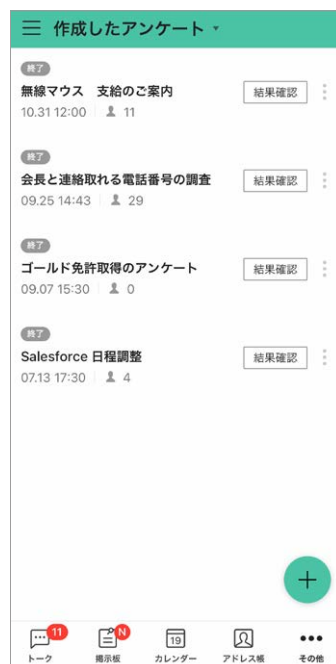 作成したアンケート
終了
無線マウス　支給のご案内
結果確認
10.31 12:00 11
終了
会長と連絡取れる電話番号の調査
結果確認
09.25 14:43 29
終了
ゴールド免許取得のアンケート
結果確認
09.07 15:30 0
終了
Salesforce 日程調整
結果確認
07.13 17:30 4
+
11 N 19
トーク 掲示板 カレンダー アドレス帳 その他